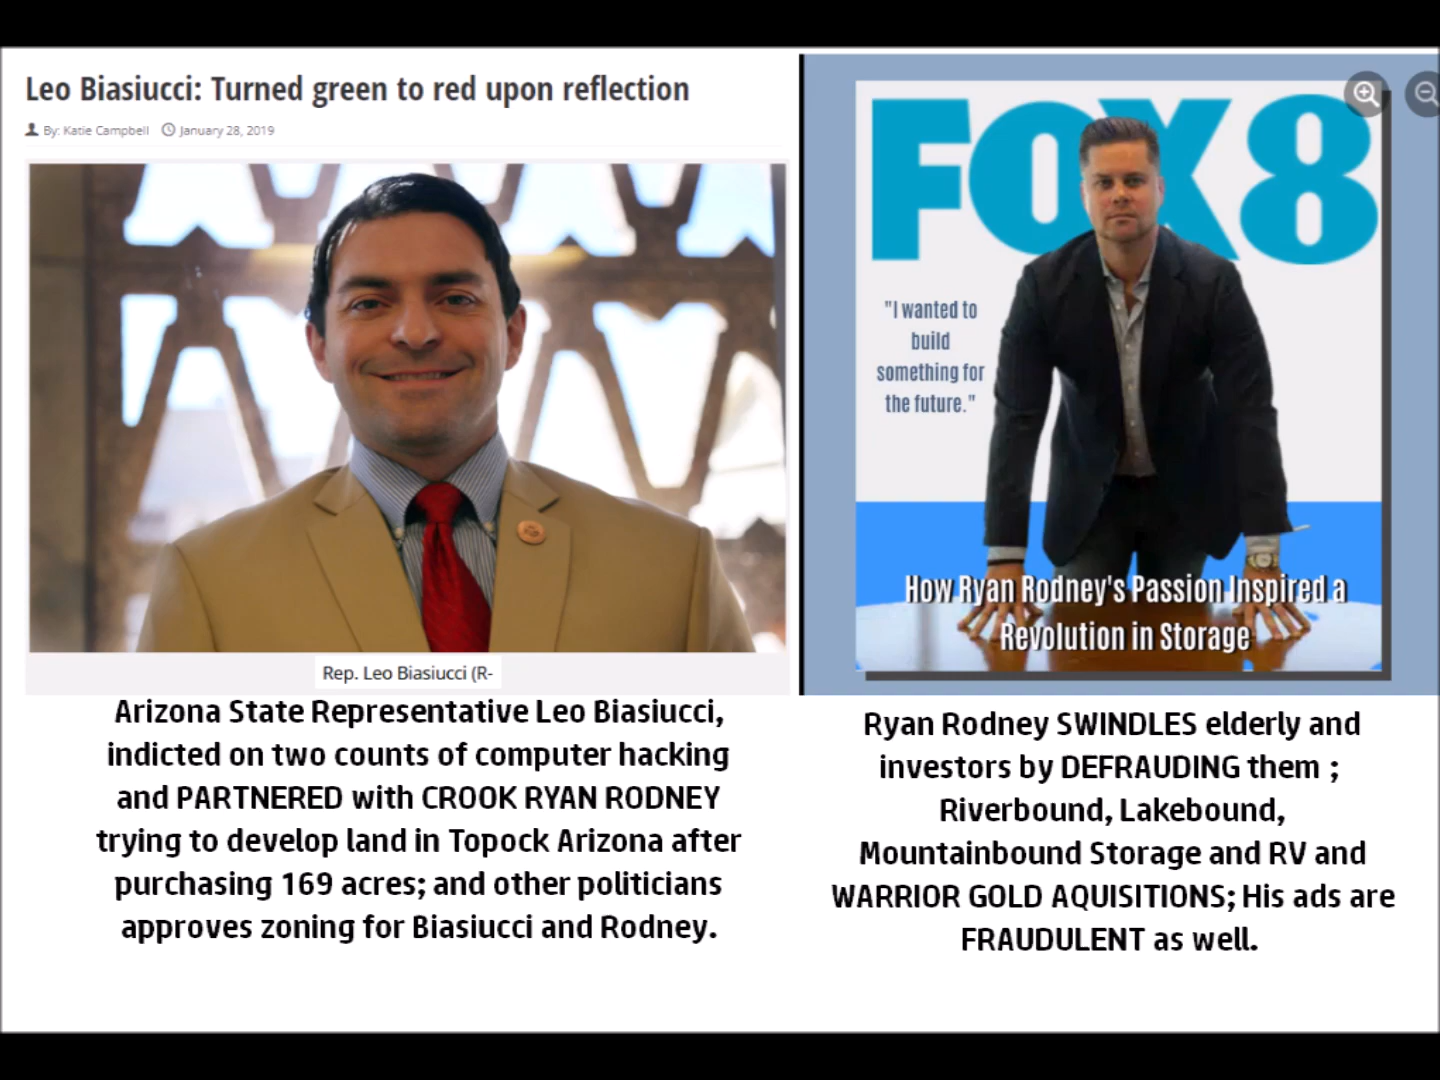 Leo Biasiucci: Turned green to red upon reflection
By: Katie Campbell January 28, 2019
Rep. Leo Biasiucci (R-
Arizona State Representative Leo Biasiucci,
indicted on two counts of computer hacking
and PARTNERED with CROOK RYAN RODNEY
trying to develop land in Topock Arizona after
purchasing 169 acres; and other politicians
approves zoning for Biasiucci and Rodney.
FOX8
"I wanted to
build
something for
the future."
How Ryan Rodney's Passion Inspired a
Revolution in Storage
Ryan Rodney SWINDLES elderly and
investors by DEFRAUDING them ;
Riverbound, Lakebound,
Mountainbound Storage and RV and
WARRIOR GOLD AQUISITIONS; His ads are
FRAUDULENT as well.